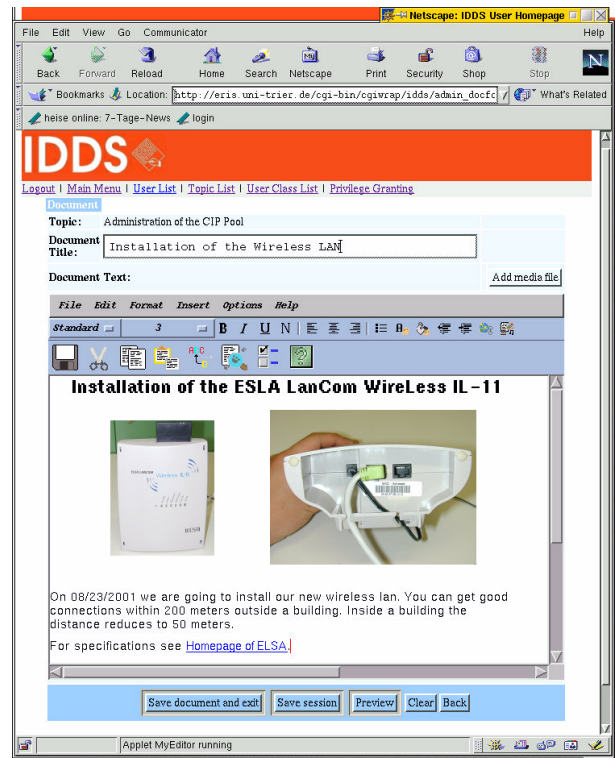 Netscape: IDDS User Homepage
File Edit View Go Communicator Help
Back Forward Reload Home Search Netscape Print Security Shop Stop
N
Bookmarks Location: http://eris.uni-trier.de/cgi-bin/cgiwrap/idds/admin_docfo What's Related
heise online: 7-Tage-News login
IDDS
Logout | Main Menu | User List | Topic List | User Class List | Privilege Granting
Document
Topic: Administration of the CIP Pool
Document Title: Installation of the Wireless LAN
Document Text: Add media file
File Edit Format Insert Options Help
Standard 3 B I U N
Installation of the ESLA LanCom WireLess IL-11
Wireless IL-11
ELSA
On 08/23/2001 we are going to install our new wireless lan. You can get good
connections within 200 meters outside a building. Inside a building the
distance reduces to 50 meters.
For specifications see Homepage of ELSA.
Save document and exit Save session Preview Clear Back
Applet MyEditor running